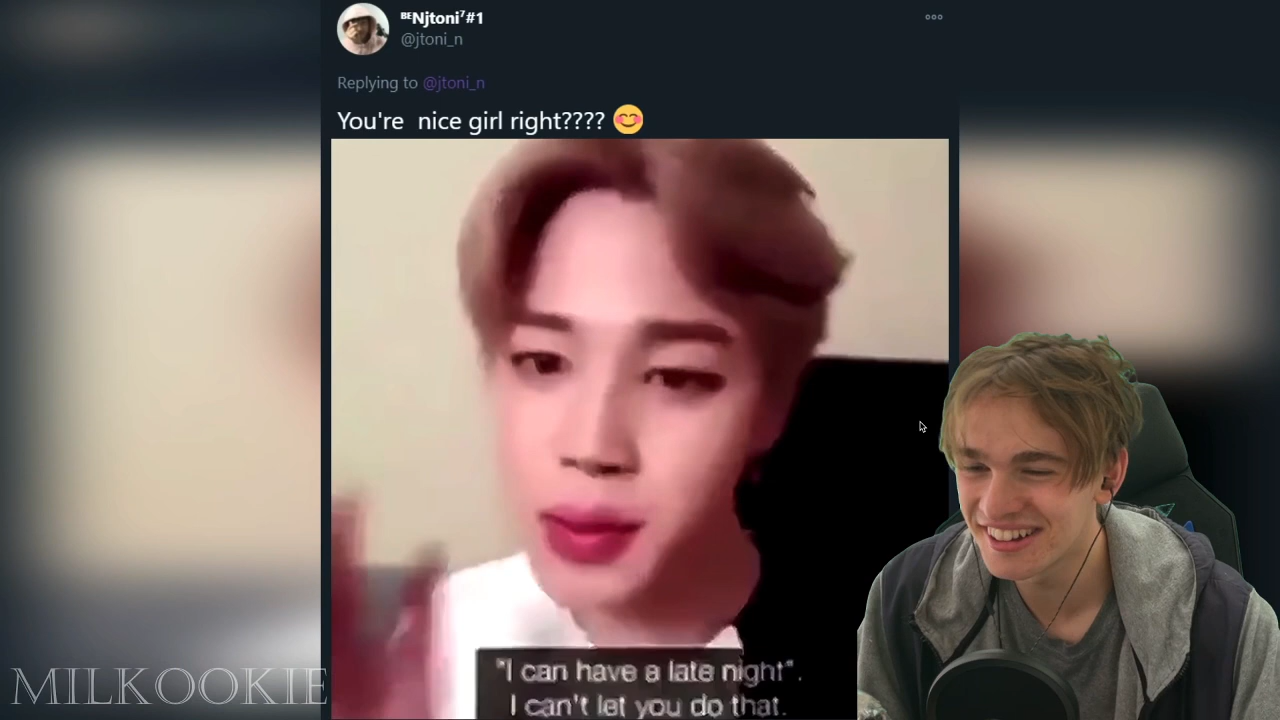 ᴮᴱNjtoni⁷#1
@jtoni_n
Replying to @jtoni_n
You're  nice girl right???? 😊
"I can have a late night".
I can't let you do that.
MILKOOKIE